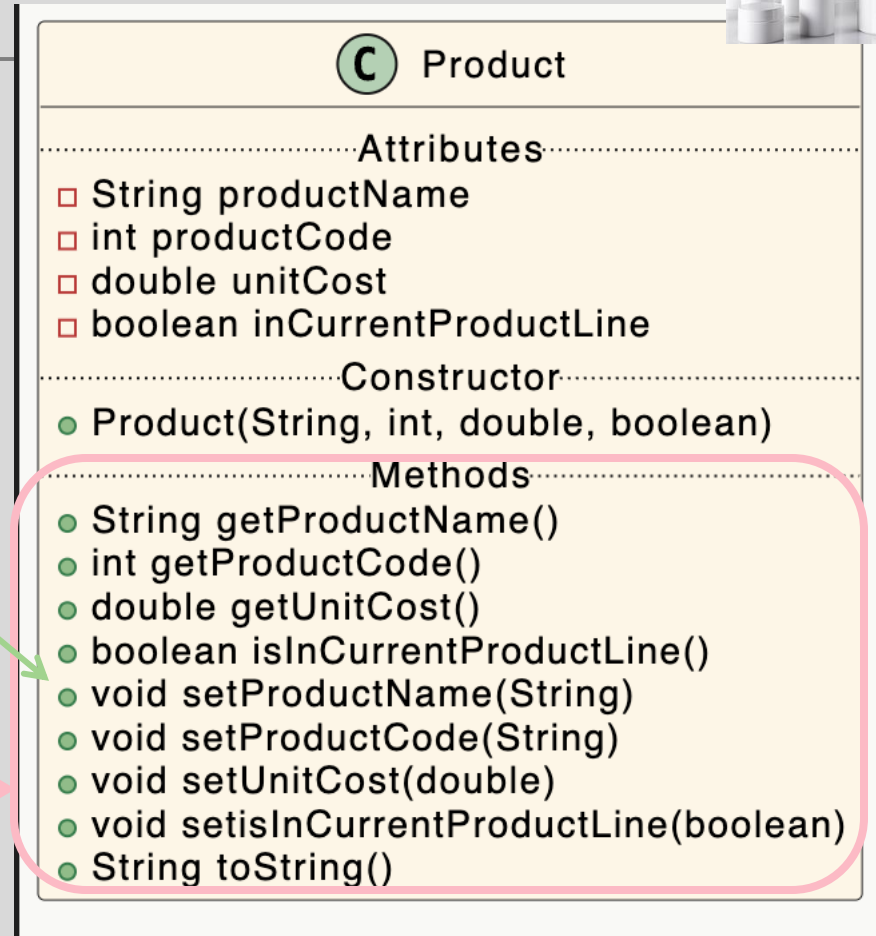 C Product
Attributes
String productName
int productCode
double unitCost
boolean inCurrentProductLine
Constructor
Product(String, int, double, boolean)
Methods
String getProductName()
int getProductCode()
double getUnitCost()
boolean isInCurrentProductLine()
void setProductName(String)
void setProductCode(String)
void setUnitCost(double)
void setisInCurrentProductLine(boolean)
String toString()